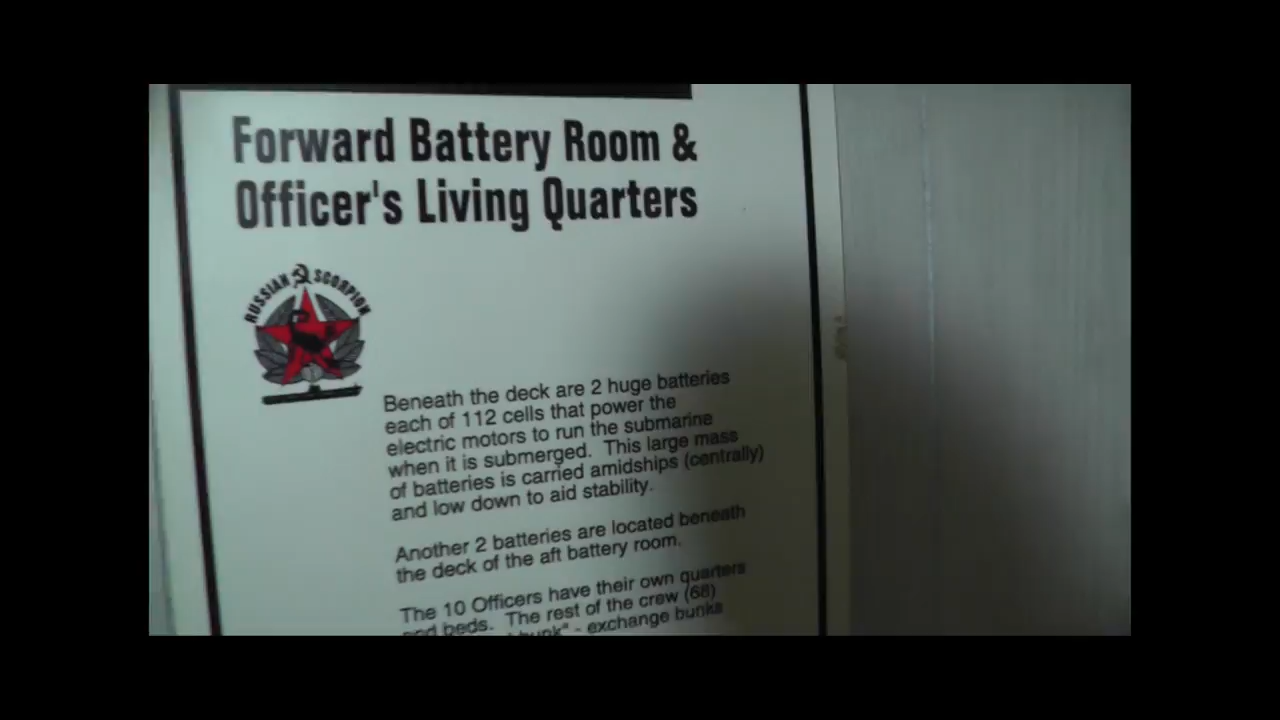 Forward Battery Room &
Officer's Living Quarters
RUSSIAN SCORPION
Beneath the deck are 2 huge batteries
each of 112 cells that power the
electric motors to run the submarine
when it is submerged. This large mass
of batteries is carried amidships (centrally)
and low down to aid stability.
Another 2 batteries are located beneath
the deck of the aft battery room.
The 10 Officers have their own quarters
and beds. The rest of the crew (68)
bunk" - exchange bunks